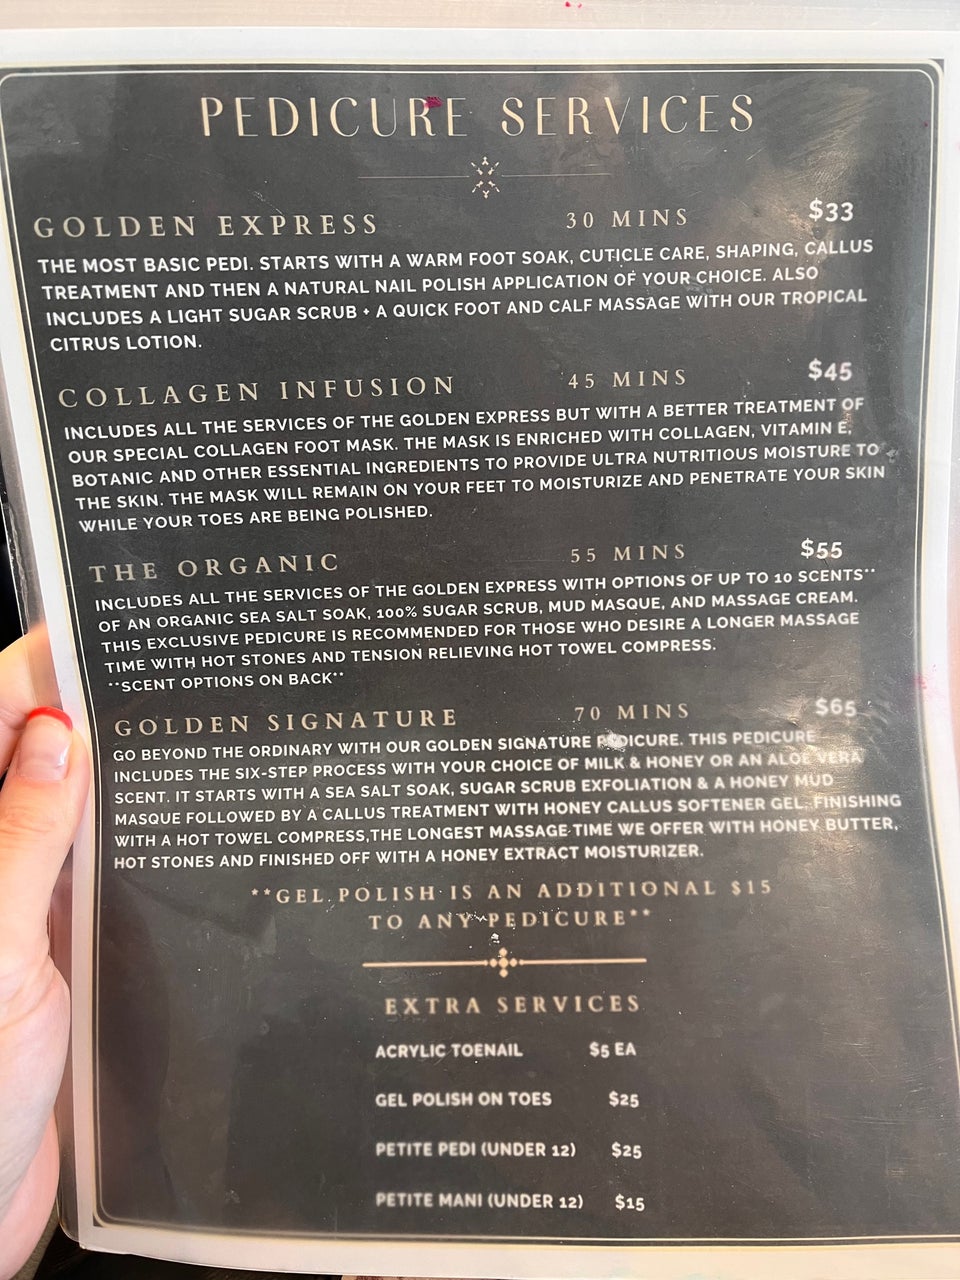 PEDICURE SERVICES
GOLDEN EXPRESS 30 MINS $33
THE MOST BASIC PEDI. STARTS WITH A WARM FOOT SOAK, CUTICLE CARE, SHAPING, CALLUS
TREATMENT AND THEN A NATURAL NAIL POLISH APPLICATION OF YOUR CHOICE. ALSO
INCLUDES A LIGHT SUGAR SCRUB + A QUICK FOOT AND CALF MASSAGE WITH OUR TROPICAL
CITRUS LOTION.
COLLAGEN INFUSION 45 MINS $45
INCLUDES ALL THE SERVICES OF THE GOLDEN EXPRESS BUT WITH A BETTER TREATMENT OF
OUR SPECIAL COLLAGEN FOOT MASK. THE MASK IS ENRICHED WITH COLLAGEN, VITAMIN E,
BOTANIC AND OTHER ESSENTIAL INGREDIENTS TO PROVIDE ULTRA NUTRITIOUS MOISTURE TO
THE SKIN. THE MASK WILL REMAIN ON YOUR FEET TO MOISTURIZE AND PENETRATE YOUR SKIN
WHILE YOUR TOES ARE BEING POLISHED.
THE ORGANIC 55 MINS $55
INCLUDES ALL THE SERVICES OF THE GOLDEN EXPRESS WITH OPTIONS OF UP TO 10 SCENTS**
OF AN ORGANIC SEA SALT SOAK, 100% SUGAR SCRUB, MUD MASQUE, AND MASSAGE CREAM.
THIS EXCLUSIVE PEDICURE IS RECOMMENDED FOR THOSE WHO DESIRE A LONGER MASSAGE
TIME WITH HOT STONES AND TENSION RELIEVING HOT TOWEL COMPRESS.
**SCENT OPTIONS ON BACK**
GOLDEN SIGNATURE 70 MINS $65
GO BEYOND THE ORDINARY WITH OUR GOLDEN SIGNATURE PEDICURE. THIS PEDICURE
INCLUDES THE SIX-STEP PROCESS WITH YOUR CHOICE OF MILK & HONEY OR AN ALOE VERA
SCENT. IT STARTS WITH A SEA SALT SOAK, SUGAR SCRUB EXFOLIATION & A HONEY MUD
MASQUE FOLLOWED BY A CALLUS TREATMENT WITH HONEY CALLUS SOFTENER GEL. FINISHING
WITH A HOT TOWEL COMPRESS,THE LONGEST MASSAGE TIME WE OFFER WITH HONEY BUTTER,
HOT STONES AND FINISHED OFF WITH A HONEY EXTRACT MOISTURIZER.
**GEL POLISH IS AN ADDITIONAL $15
TO ANY PEDICURE**
EXTRA SERVICES
ACRYLIC TOENAIL $5 EA
GEL POLISH ON TOES $25
PETITE PEDI (UNDER 12) $25
PETITE MANI (UNDER 12) $15